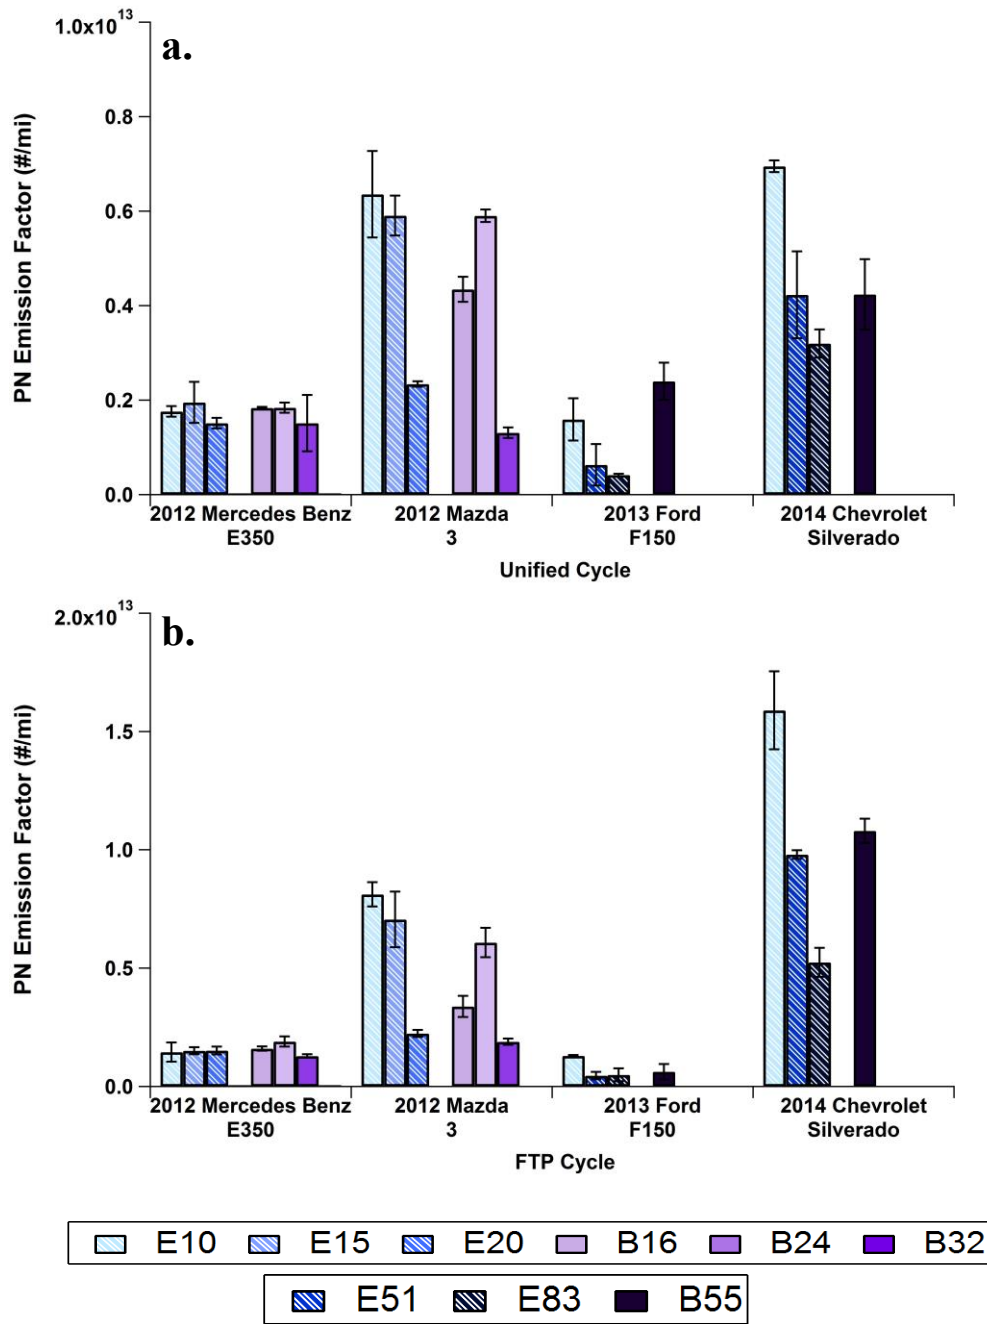 a.
PN Emission Factor (#/mi)
1.0x10^13
0.8
0.6
0.4
0.2
0.0
2012 Mercedes Benz E350
2012 Mazda 3
2013 Ford F150
2014 Chevrolet Silverado
Unified Cycle
b.
PN Emission Factor (#/mi)
2.0x10^13
1.5
1.0
0.5
0.0
2012 Mercedes Benz E350
2012 Mazda 3
2013 Ford F150
2014 Chevrolet Silverado
FTP Cycle
E10 E15 E20 B16 B24 B32
E51 E83 B55